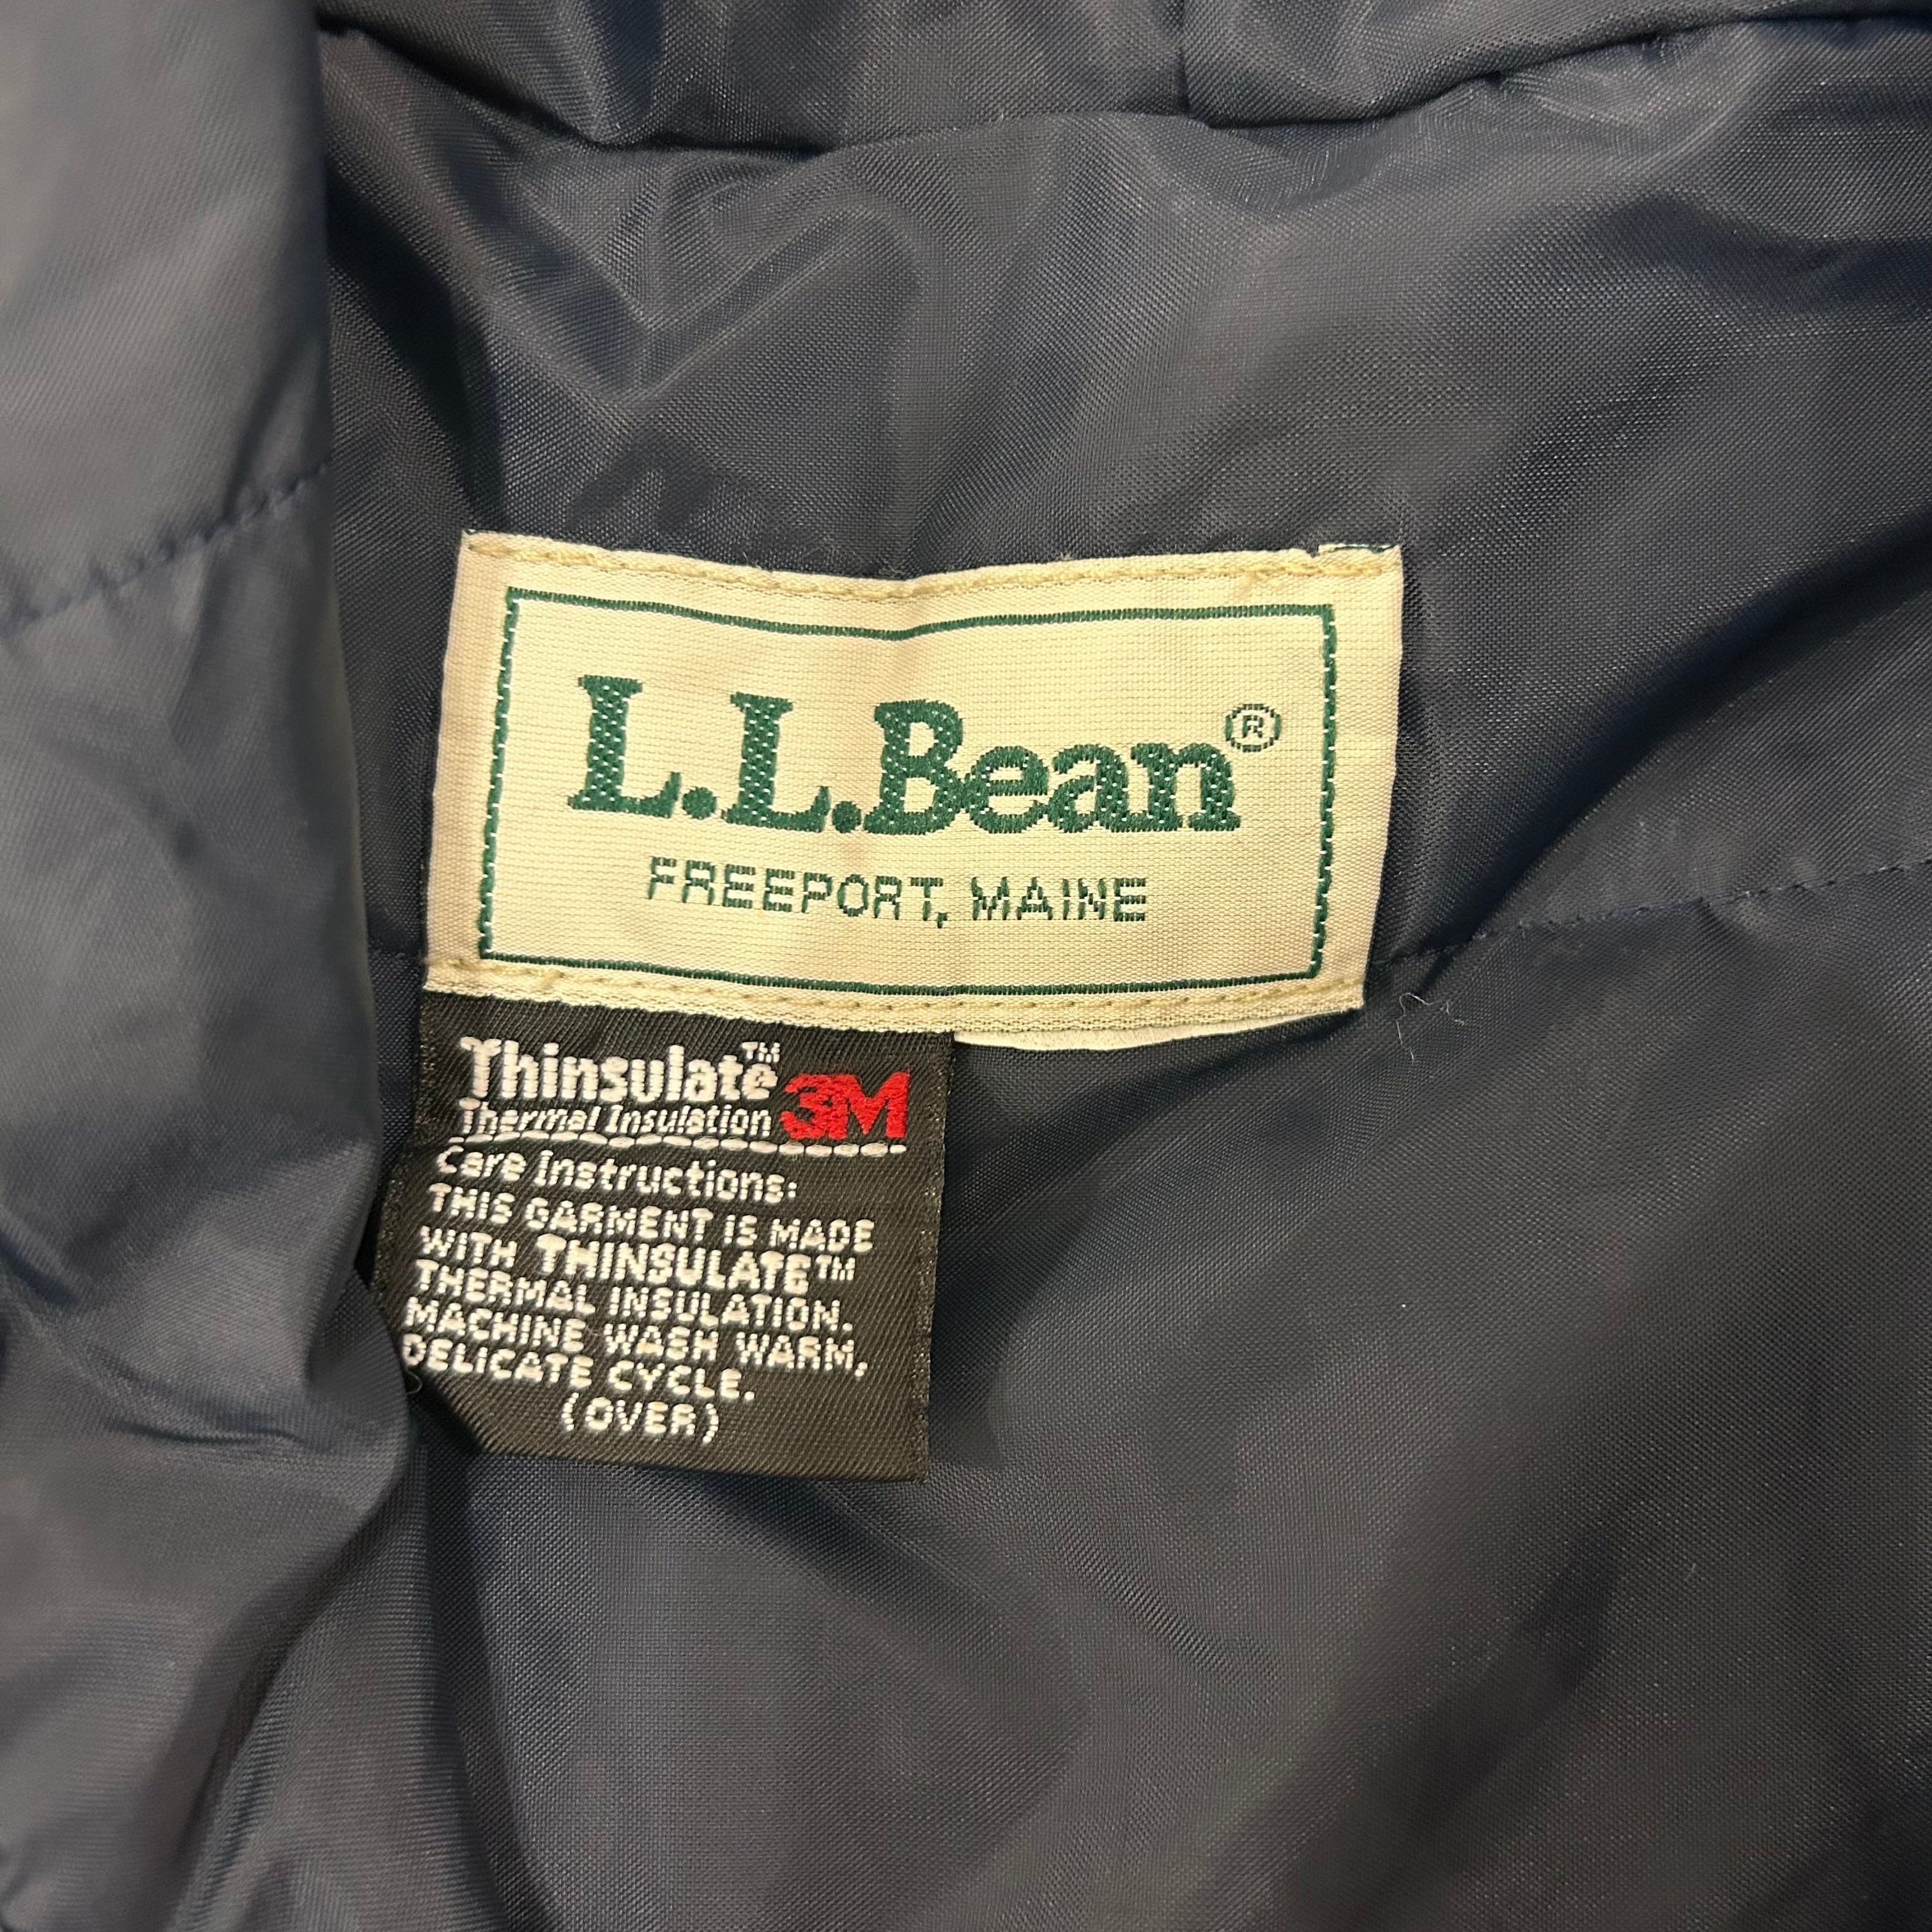 L.L.Bean®
FREEPORT, MAINE
Thinsulate™
Thermal Insulation 3M
Care Instructions:
THIS GARMENT IS MADE
WITH THINSULATE™
THERMAL INSULATION.
MACHINE WASH WARM,
DELICATE CYCLE.
(OVER)